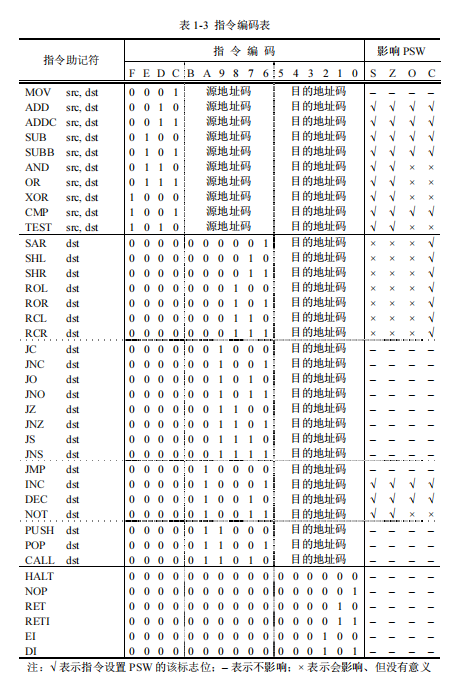 表 1-3 指令编码表
指令助记符 指 令 编 码 影响 PSW
F E D C B A 9 8 7 6 5 4 3 2 1 0 S Z O C
MOV src, dst 0 0 0 1 源地址码 目的地址码 – – – –
ADD src, dst 0 0 1 0 源地址码 目的地址码 √ √ √ √
ADDC src, dst 0 0 1 1 源地址码 目的地址码 √ √ √ √
SUB src, dst 0 1 0 0 源地址码 目的地址码 √ √ √ √
SUBB src, dst 0 1 0 1 源地址码 目的地址码 √ √ √ √
AND src, dst 0 1 1 0 源地址码 目的地址码 √ √ × ×
OR src, dst 0 1 1 1 源地址码 目的地址码 √ √ × ×
XOR src, dst 1 0 0 0 源地址码 目的地址码 √ √ × ×
CMP src, dst 1 0 0 1 源地址码 目的地址码 √ √ √ √
TEST src, dst 1 0 1 0 源地址码 目的地址码 √ √ × ×
SAR dst 0 0 0 0 0 0 0 0 0 1 目的地址码 × × × √
SHL dst 0 0 0 0 0 0 0 0 1 0 目的地址码 × × × √
SHR dst 0 0 0 0 0 0 0 0 1 1 目的地址码 × × × √
ROL dst 0 0 0 0 0 0 0 1 0 0 目的地址码 × × × √
ROR dst 0 0 0 0 0 0 0 1 0 1 目的地址码 × × × √
RCL dst 0 0 0 0 0 0 0 1 1 0 目的地址码 × × × √
RCR dst 0 0 0 0 0 0 0 1 1 1 目的地址码 × × × √
JC dst 0 0 0 0 0 0 1 0 0 0 目的地址码 – – – –
JNC dst 0 0 0 0 0 0 1 0 0 1 目的地址码 – – – –
JO dst 0 0 0 0 0 0 1 0 1 0 目的地址码 – – – –
JNO dst 0 0 0 0 0 0 1 0 1 1 目的地址码 – – – –
JZ dst 0 0 0 0 0 0 1 1 0 0 目的地址码 – – – –
JNZ dst 0 0 0 0 0 0 1 1 0 1 目的地址码 – – – –
JS dst 0 0 0 0 0 0 1 1 1 0 目的地址码 – – – –
JNS dst 0 0 0 0 0 0 1 1 1 1 目的地址码 – – – –
JMP dst 0 0 0 0 0 1 0 0 0 0 目的地址码 – – – –
INC dst 0 0 0 0 0 1 0 0 0 1 目的地址码 √ √ √ √
DEC dst 0 0 0 0 0 1 0 0 1 0 目的地址码 √ √ √ √
NOT dst 0 0 0 0 0 1 0 0 1 1 目的地址码 √ √ × ×
PUSH dst 0 0 0 0 0 1 1 0 0 0 目的地址码 – – – –
POP dst 0 0 0 0 0 1 1 0 0 1 目的地址码 – – – –
CALL dst 0 0 0 0 0 1 1 0 1 0 目的地址码 – – – –
HALT 0 0 0 0 0 0 0 0 0 0 0 0 0 0 0 0 – – – –
NOP 0 0 0 0 0 0 0 0 0 0 0 0 0 0 0 1 – – – –
RET 0 0 0 0 0 0 0 0 0 0 0 0 0 0 1 0 – – – –
RETI 0 0 0 0 0 0 0 0 0 0 0 0 0 0 1 1 – – – –
EI 0 0 0 0 0 0 0 0 0 0 0 0 0 1 0 0 – – – –
DI 0 0 0 0 0 0 0 0 0 0 0 0 0 1 0 1 – – – –
注：√ 表示指令设置 PSW 的该标志位；– 表示不影响；× 表示会影响、但没有意义